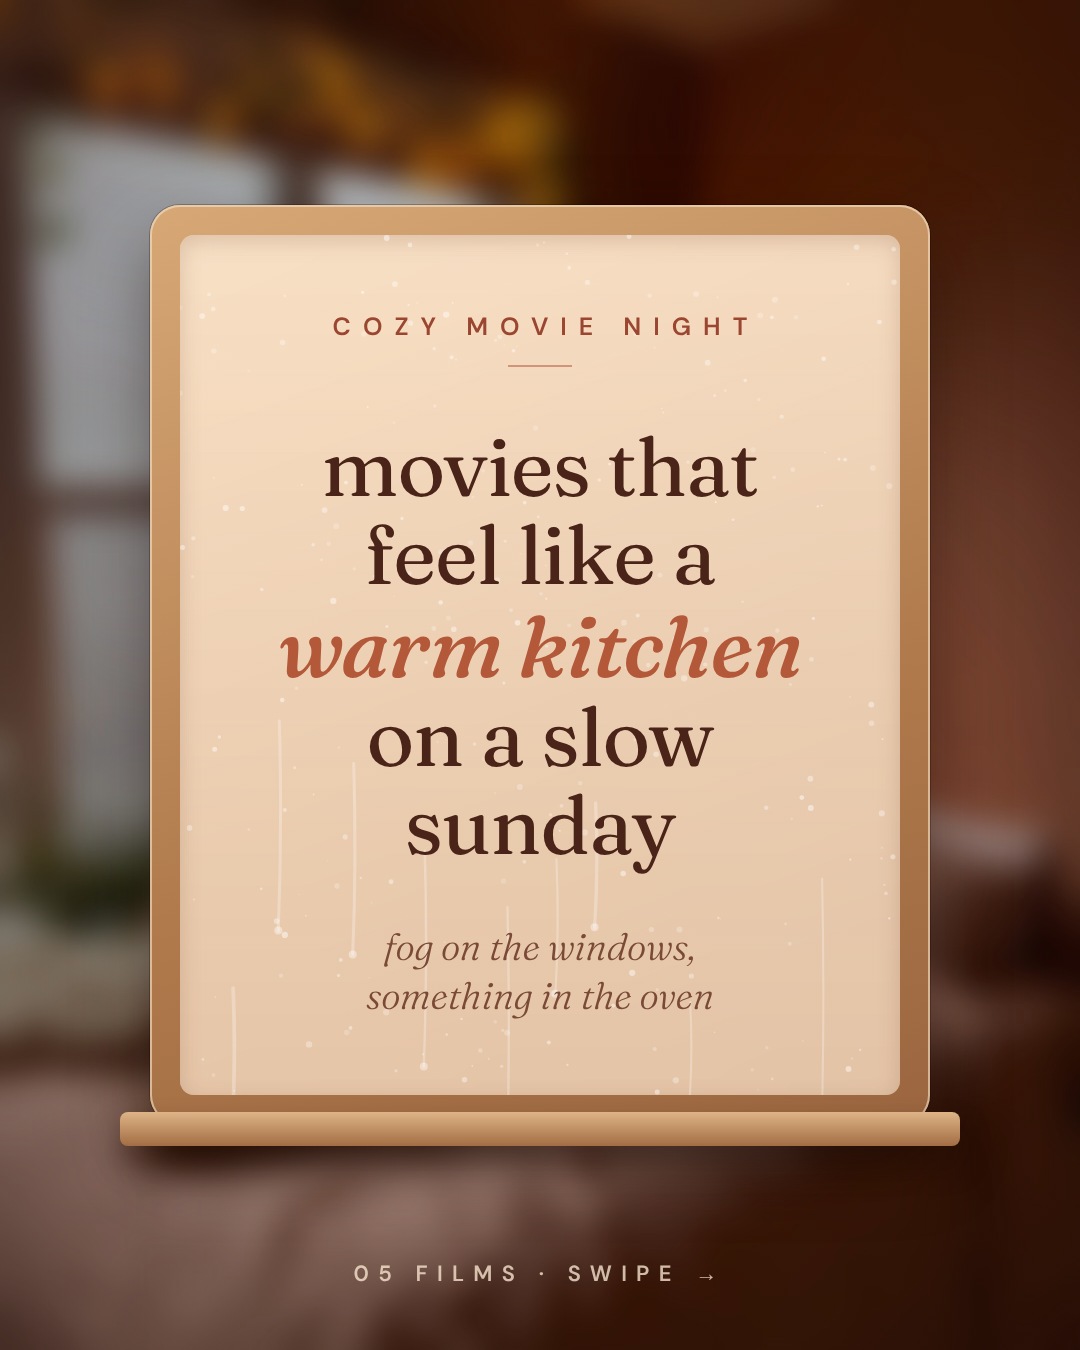 COZY MOVIE NIGHT
movies that
feel like a
warm kitchen
on a slow
sunday
fog on the windows,
something in the oven
05 FILMS · SWIPE →